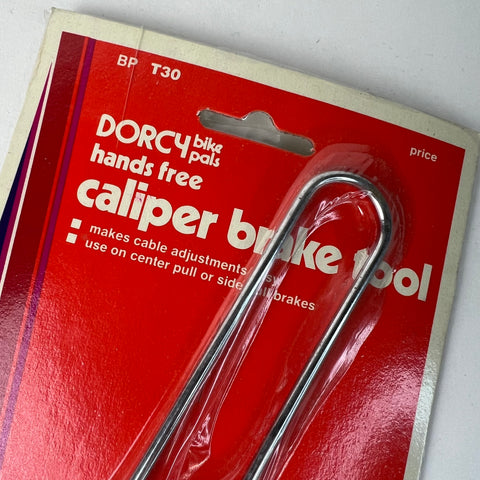 BP T30
price
DORCY bike pals
hands free
caliper brake tool
makes cable adjustments
use on center pull or side brakes